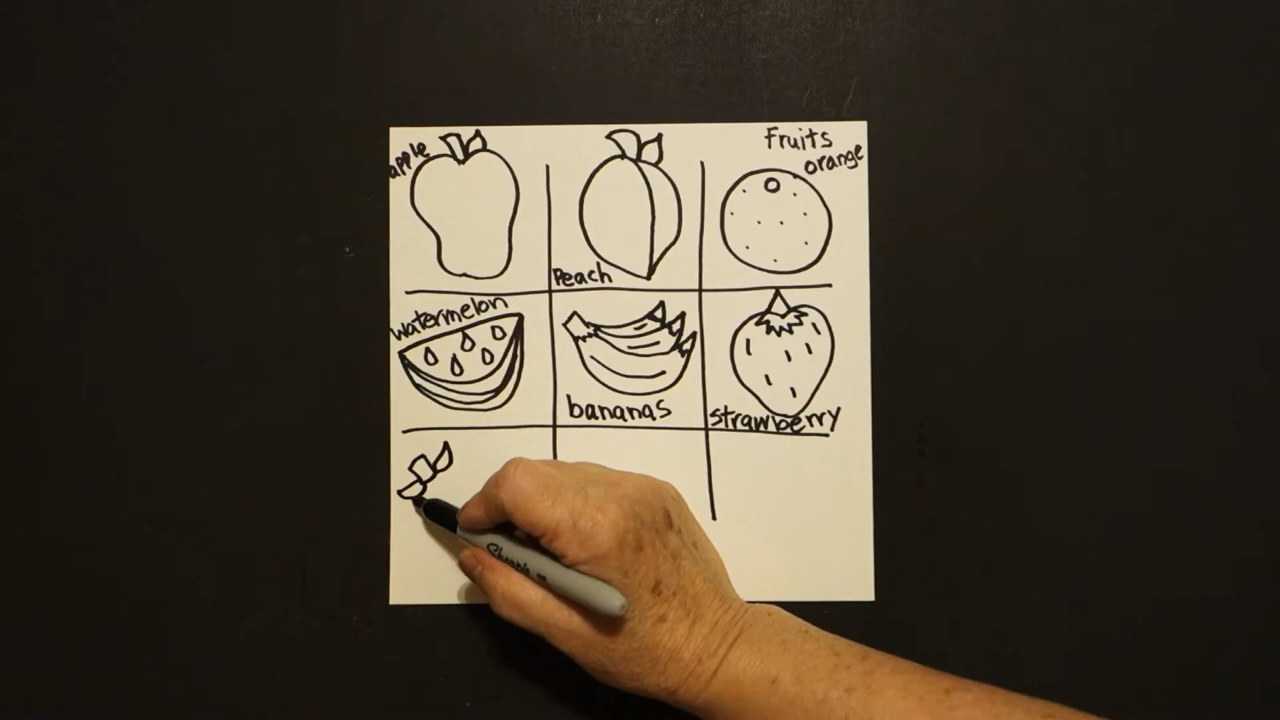 Fruits
apple
orange
Peach
watermelon
bananas
strawberry
Sharpie